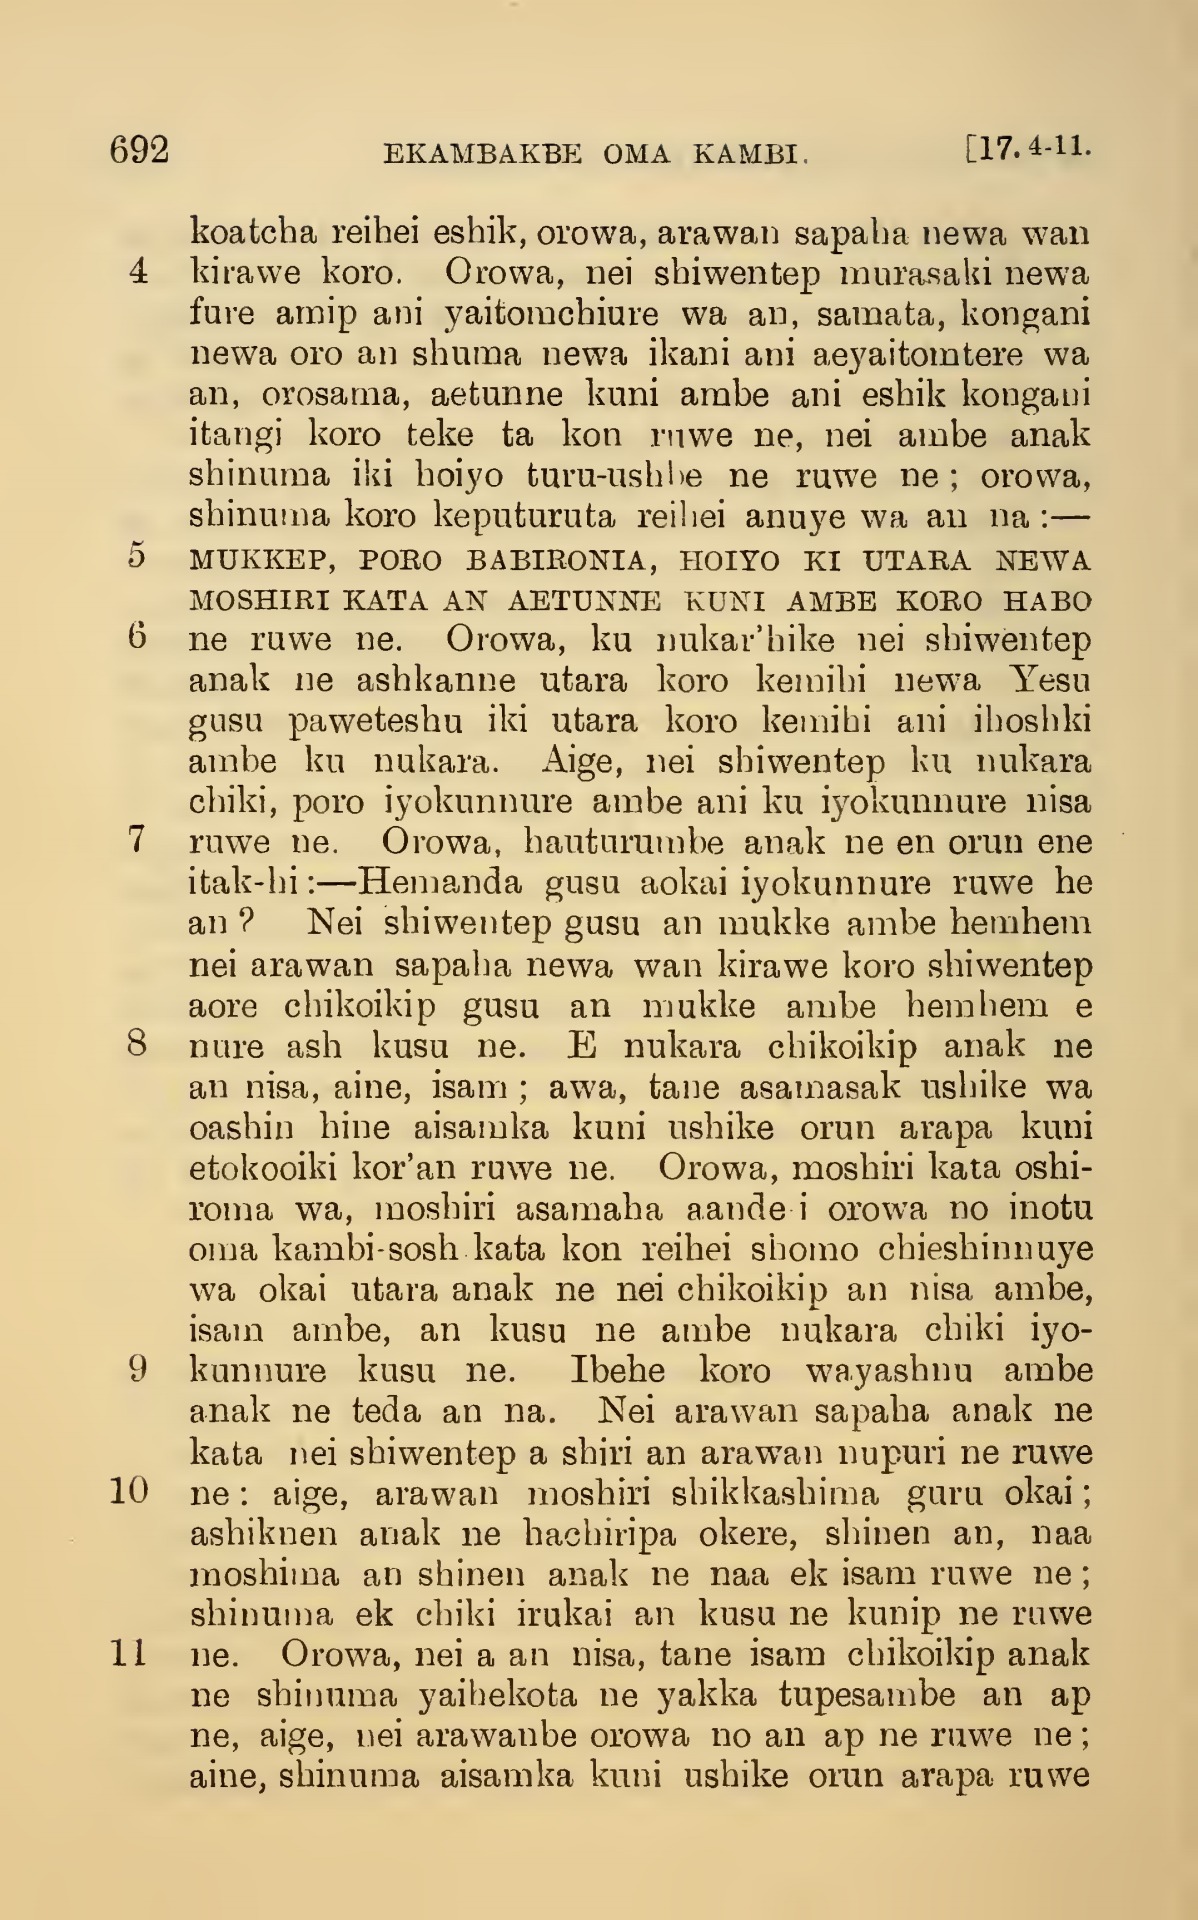 692 EKAMBAKBE OMA KAMBI. [17. 4-11.
koatcha reihei eshik, orowa, arawan sapaha newa wan
4 kirawe koro. Orowa, nei shiwentep murasaki newa
fure amip ani yaitomchiure wa an, samata, kongani
newa oro an shuma newa ikani ani aeyaitomtere wa
an, orosama, aetunne kuni ambe ani eshik kongani
itangi koro teke ta kon ruwe ne, nei ambe anak
shinuma iki hoiyo turu-ushbe ne ruwe ne ; orowa,
shinuma koro keputuruta reihei anuye wa an na :—
5 MUKKEP, PORO BABIRONIA, HOIYO KI UTARA NEWA
MOSHIRI KATA AN AETUNNE KUNI AMBE KORO HABO
6 ne ruwe ne. Orowa, ku nukar'hike nei shiwentep
anak ne ashkanne utara koro kemihi newa Yesu
gusu paweteshu iki utara koro kemihi ani ihoshki
ambe ku nukara. Aige, nei shiwentep ku nukara
chiki, poro iyokunnure ambe ani ku iyokunnure nisa
7 ruwe ne. Orowa, hauturumbe anak ne en orun ene
itak-hi :—Hemanda gusu aokai iyokunnure ruwe he
an ? Nei shiwentep gusu an mukke ambe hemhem
nei arawan sapaha newa wan kirawe koro shiwentep
aore chikoikip gusu an mukke ambe hemhem e
8 nure ash kusu ne. E nukara chikoikip anak ne
an nisa, aine, isam ; awa, tane asamasak ushike wa
oashin hine aisamka kuni ushike orun arapa kuni
etokooiki kor'an ruwe ne. Orowa, moshiri kata oshi-
roma wa, moshiri asamaha aande i orowa no inotu
oma kambi-sosh kata kon reihei shomo chieshinnuye
wa okai utara anak ne nei chikoikip an nisa ambe,
isam ambe, an kusu ne ambe nukara chiki iyo-
9 kunnure kusu ne. Ibehe koro wayashnu ambe
anak ne teda an na. Nei arawan sapaha anak ne
kata nei shiwentep a shiri an arawan nupuri ne ruwe
10 ne : aige, arawan moshiri shikkashima guru okai ;
ashiknen anak ne hachiripa okere, shinen an, naa
moshima an shinen anak ne naa ek isam ruwe ne ;
shinuma ek chiki irukai an kusu ne kunip ne ruwe
11 ne. Orowa, nei a an nisa, tane isam chikoikip anak
ne shinuma yaihekota ne yakka tupesambe an ap
ne, aige, nei arawanbe orowa no an ap ne ruwe ne ;
aine, shinuma aisamka kuni ushike orun arapa ruwe